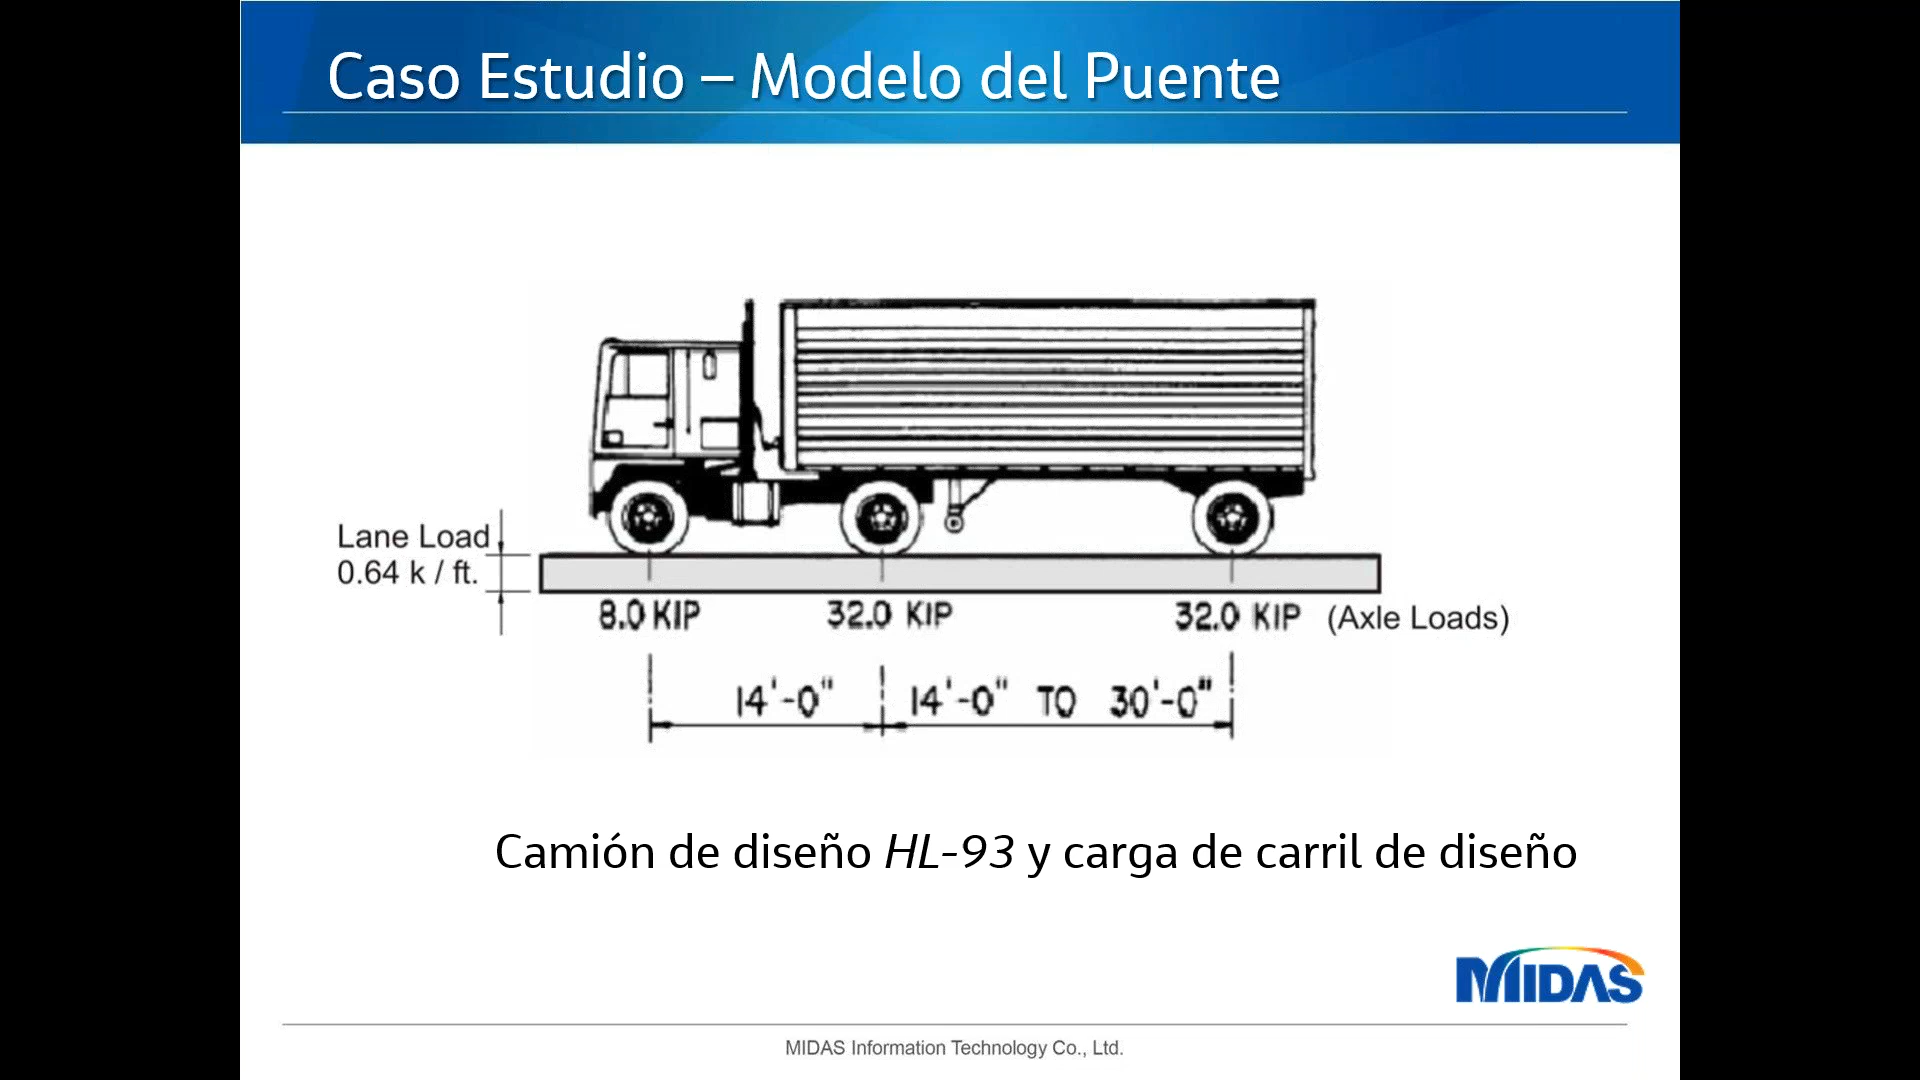 Caso Estudio – Modelo del Puente
Lane Load
0.64 k / ft.
8.0 KIP 32.0 KIP 32.0 KIP (Axle Loads)
14'-0" 14'-0" TO 30'-0"
Camión de diseño HL-93 y carga de carril de diseño
MIDAS
MIDAS Information Technology Co., Ltd.